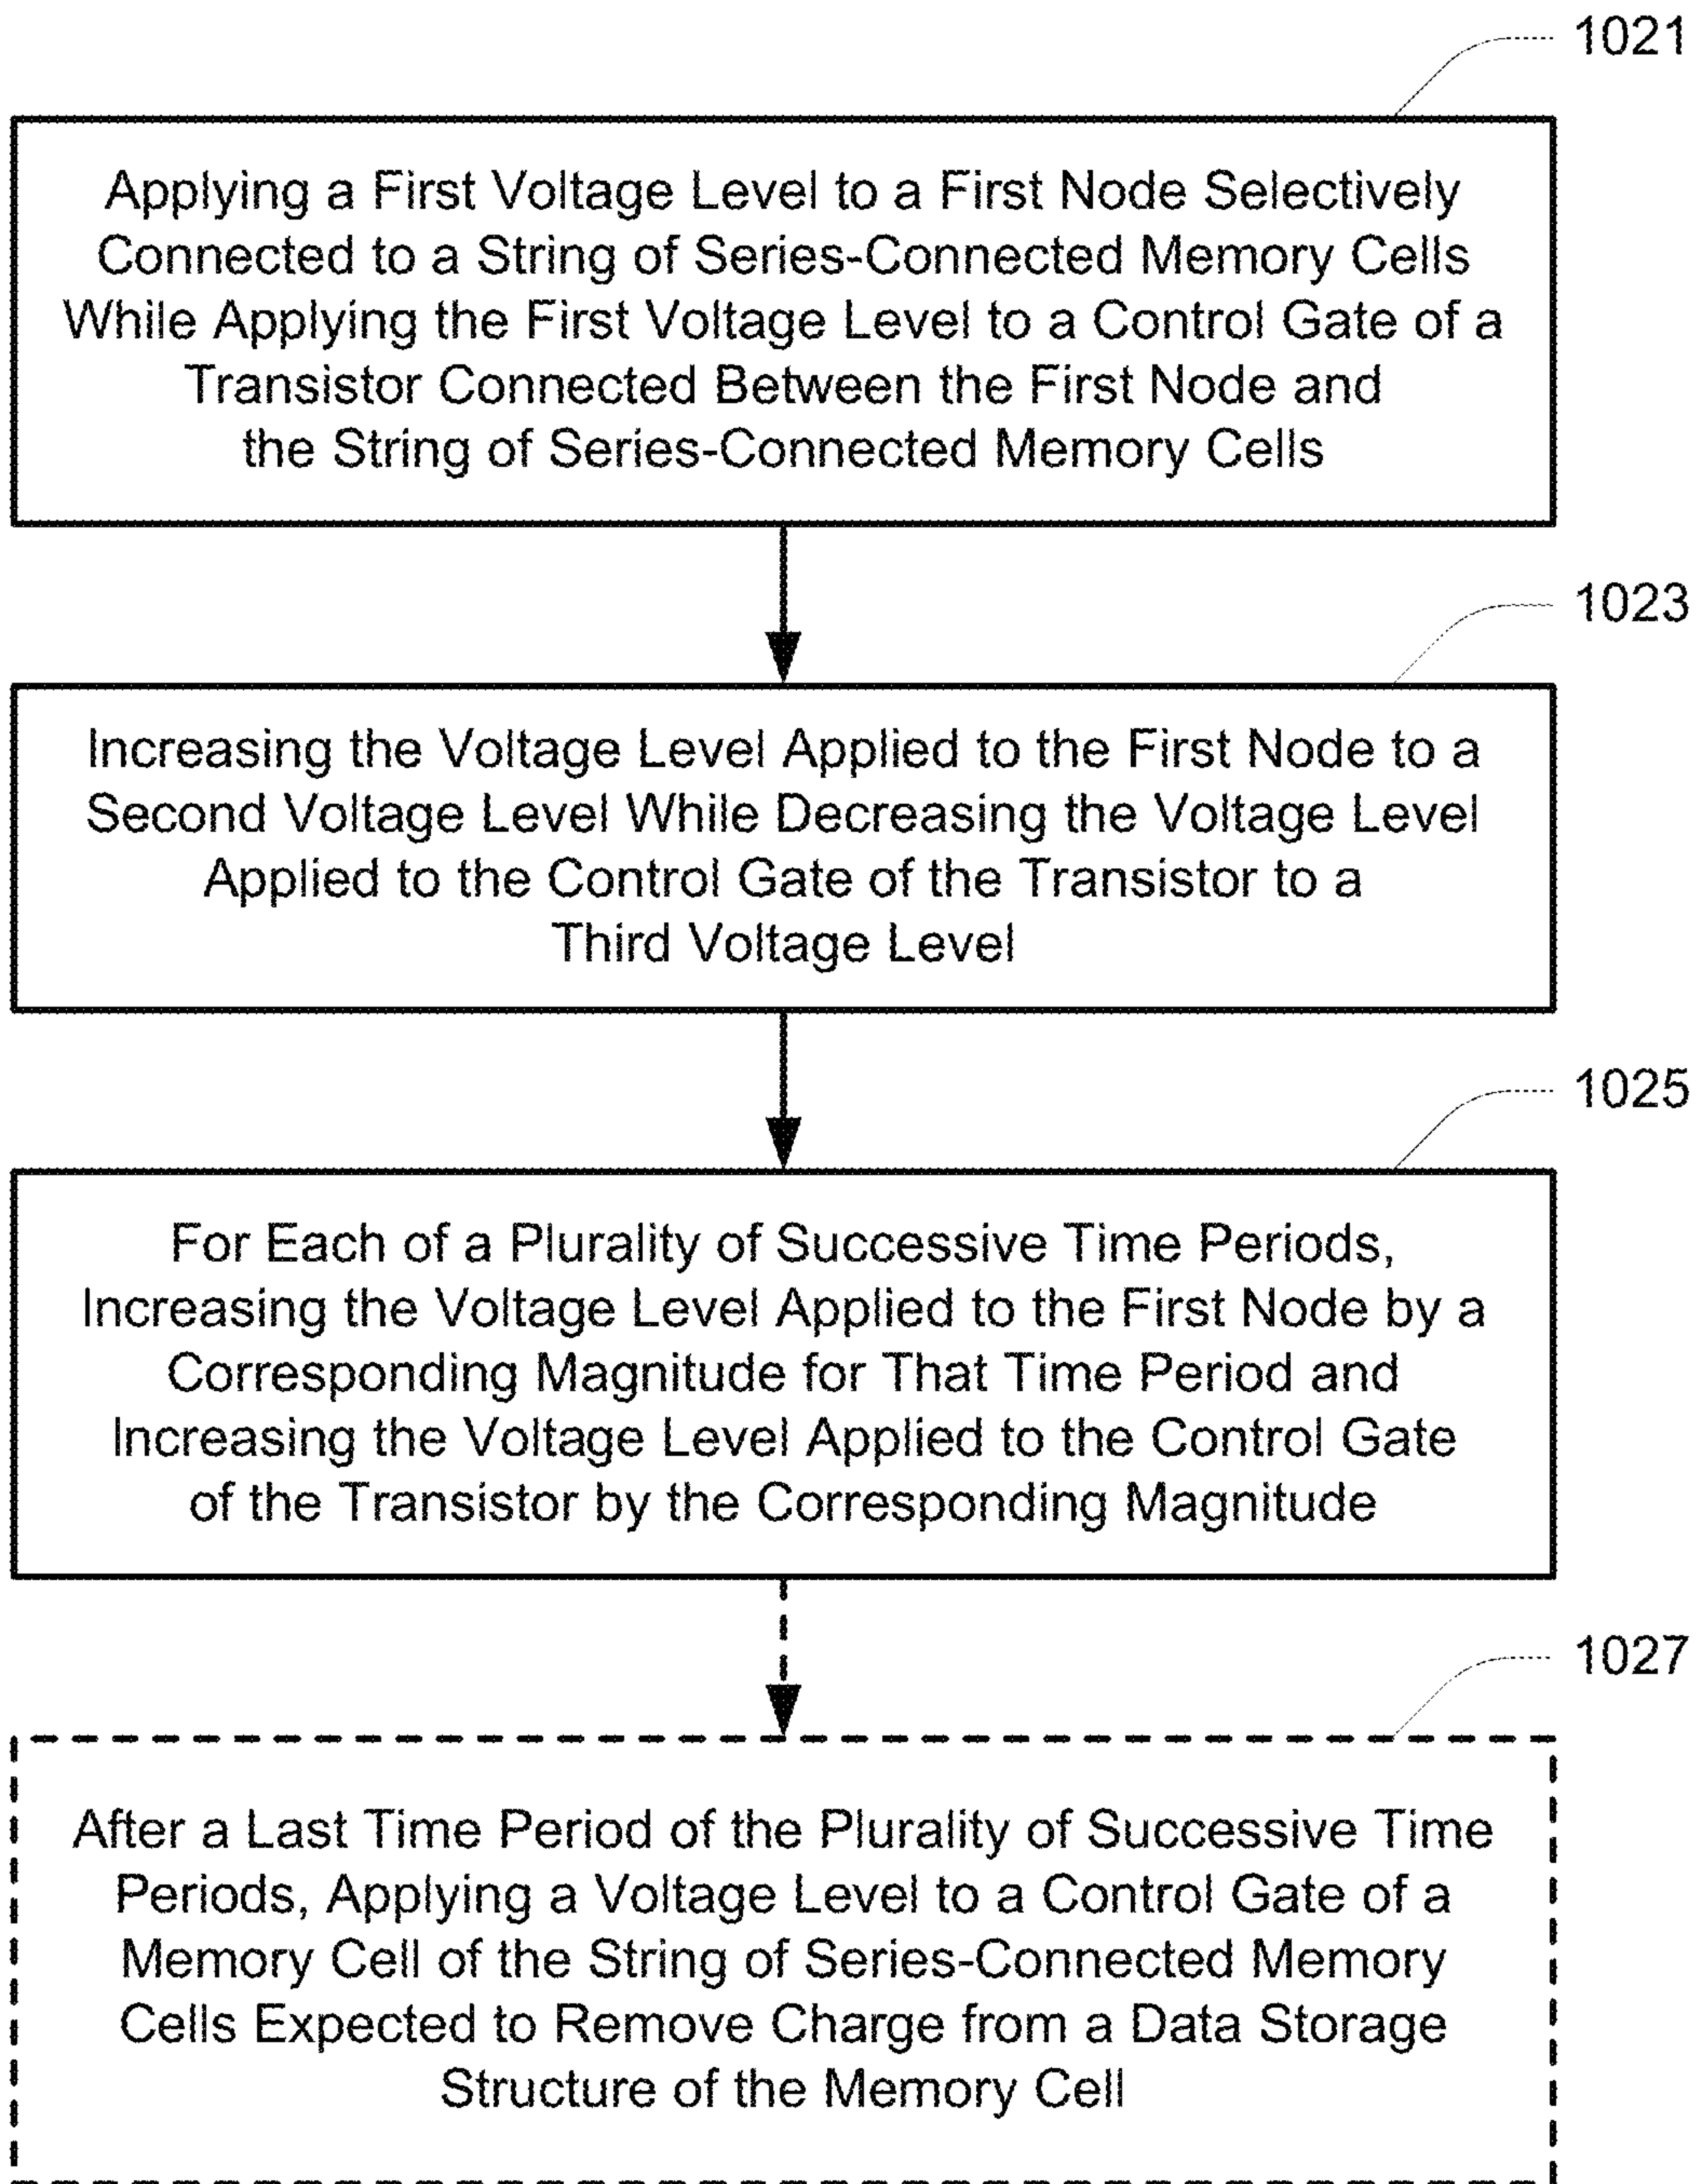 1021
Applying a First Voltage Level to a First Node Selectively
Connected to a String of Series-Connected Memory Cells
While Applying the First Voltage Level to a Control Gate of a
Transistor Connected Between the First Node and
the String of Series-Connected Memory Cells
1023
Increasing the Voltage Level Applied to the First Node to a
Second Voltage Level While Decreasing the Voltage Level
Applied to the Control Gate of the Transistor to a
Third Voltage Level
1025
For Each of a Plurality of Successive Time Periods,
Increasing the Voltage Level Applied to the First Node by a
Corresponding Magnitude for That Time Period and
Increasing the Voltage Level Applied to the Control Gate
of the Transistor by the Corresponding Magnitude
1027
After a Last Time Period of the Plurality of Successive Time
Periods, Applying a Voltage Level to a Control Gate of a
Memory Cell of the String of Series-Connected Memory
Cells Expected to Remove Charge from a Data Storage
Structure of the Memory Cell